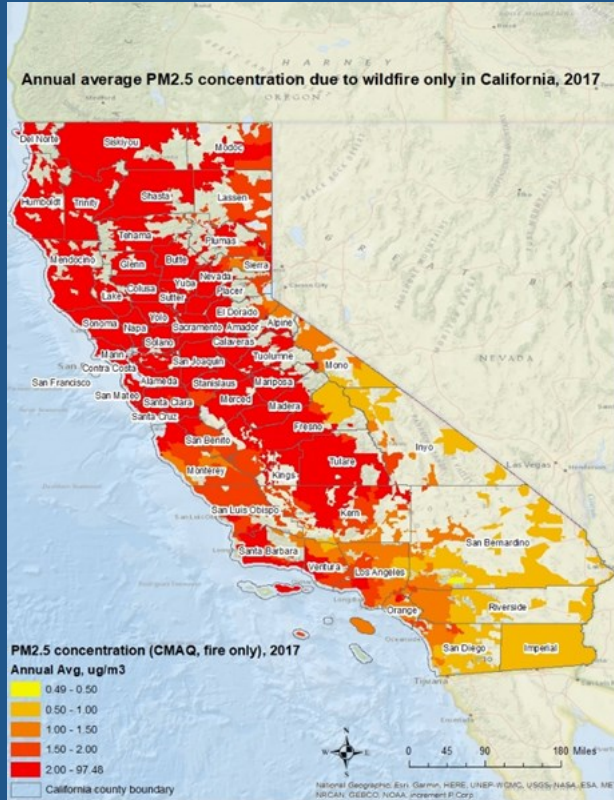 HARNEY
Annual average PM2.5 concentration due to wildfire only in California, 2017
OREGON
Del Norte
Siskiyou
Modoc
Humboldt
Trinity
Shasta
Lassen
Tehama
Plumas
Mendocino
Glenn
Butte
Sierra
Nevada
Yuba
Colusa
Lake
Sutter
Placer
El Dorado
Yolo
Sonoma
Napa
Sacramento
Amador
Alpine
Solano
Calaveras
Marin
San Joaquin
Tuolumne
Mono
NEVADA
Contra Costa
San Francisco
Alameda
Stanislaus
Mariposa
San Mateo
Santa Clara
Merced
Madera
Santa Cruz
Fresno
San Benito
Inyo
Las Vegas
Monterey
Kings
Tulare
San Luis Obispo
Kern
San Bernardino
Santa Barbara
Ventura
Los Angeles
Orange
Riverside
San Diego
Imperial
Tijuana
PM2.5 concentration (CMAQ, fire only), 2017
Annual Avg, ug/m3
0.49 - 0.50
0.50 - 1.00
1.00 - 1.50
1.50 - 2.00
2.00 - 97.48
California county boundary
N
W E
S
0 45 90 180 Miles
National Geographic, Esri, Garmin, HERE, UNEP-WCMC, USGS, NASA, ESA,
NRCAN, GEBCO, NOAA, increment P Corp.